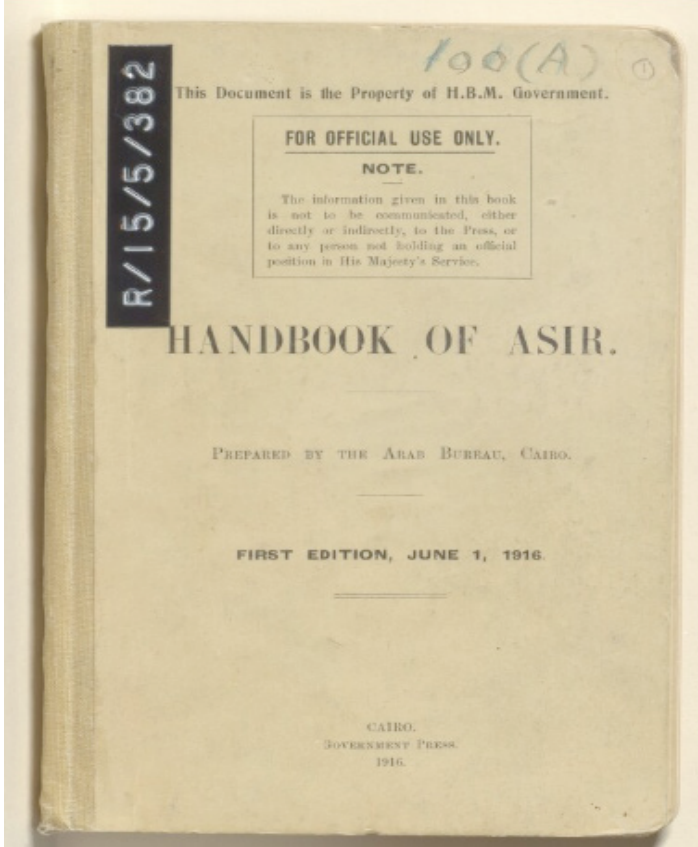 100(A)
1
R/15/5/382
This Document is the Property of H.B.M. Government.
FOR OFFICIAL USE ONLY.
NOTE.
The information given in this book
is not to be communicated, either
directly or indirectly, to the Press, or
to any person not holding an official
position in His Majesty's Service.
HANDBOOK OF ASIR.
PREPARED BY THE ARAB BUREAU, CAIRO.
FIRST EDITION, JUNE 1, 1916.
CAIRO.
GOVERNMENT PRESS.
1916.